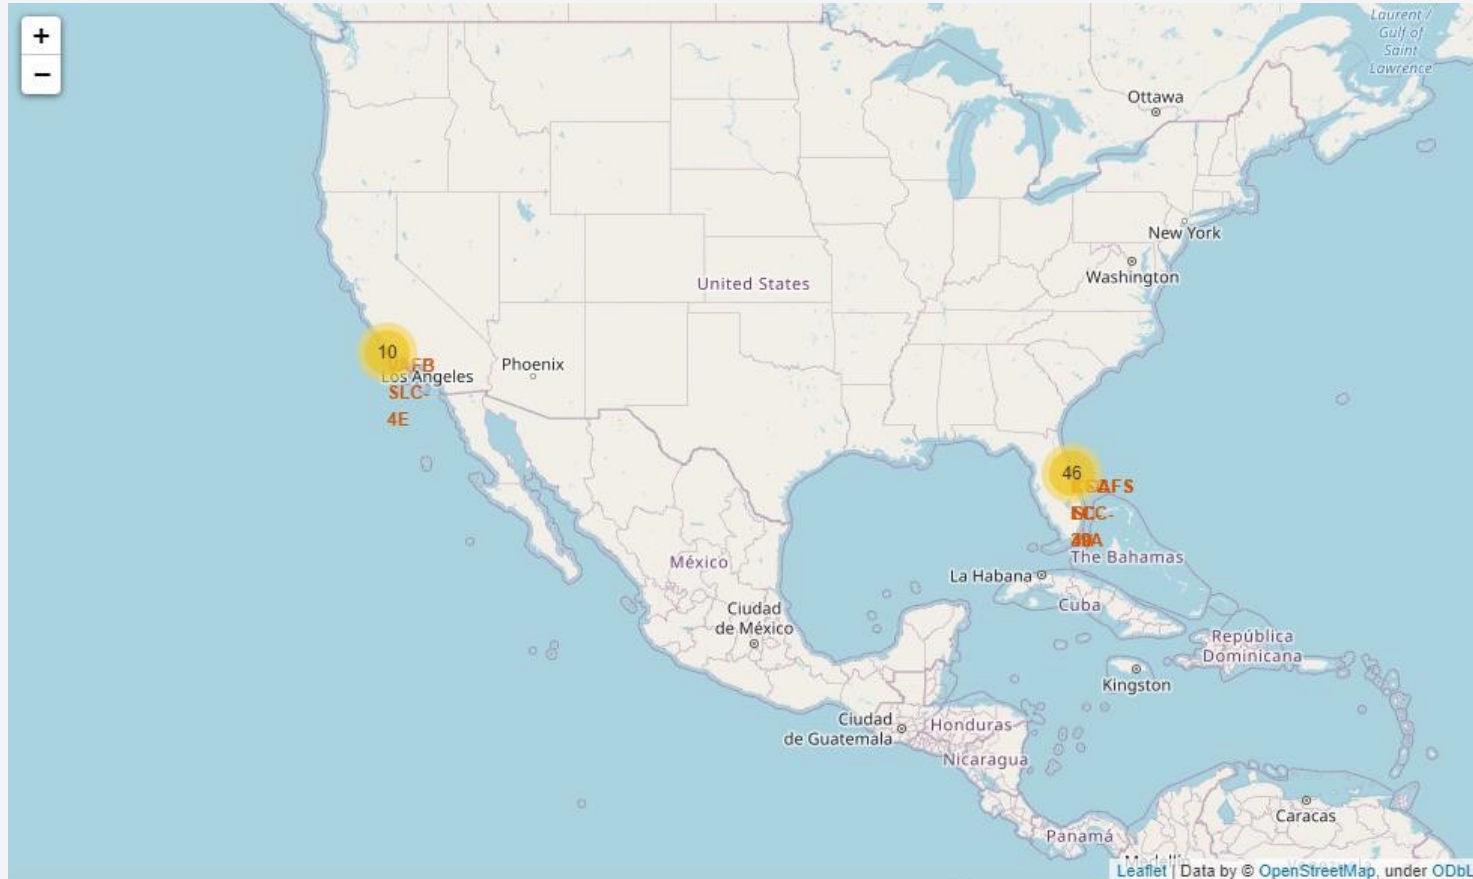 +
−
Laurent /
Gulf of
Saint
Lawrence
Ottawa
New York
Washington
United States
10
Los Angeles
SLC-
4E
Phoenix
46
The Bahamas
La Habana
Cuba
México
Ciudad
de México
República
Dominicana
Kingston
Ciudad
de Guatemala
Honduras
Nicaragua
Caracas
Panamá
Leaflet | Data by © OpenStreetMap, under ODbL